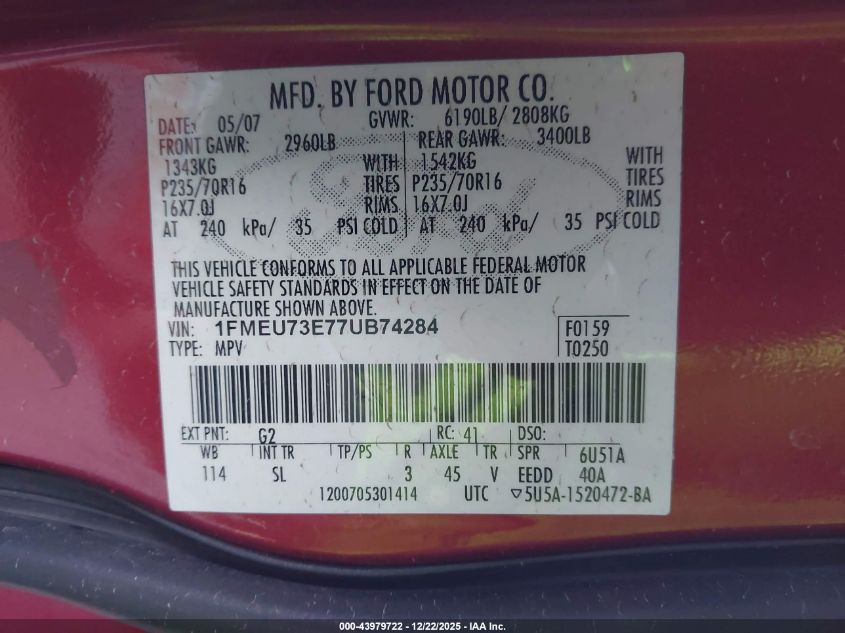 MFD. BY FORD MOTOR CO.
DATE: 05/07 GVWR: 6190LB/ 2808KG
FRONT GAWR: 2960LB REAR GAWR: 3400LB
1343KG WITH 1542KG WITH
P235/70R16 TIRES P235/70R16 TIRES
16X7.0J RIMS 16X7.0J RIMS
AT 240 kPa/ 35 PSI COLD AT 240 kPa/ 35 PSI COLD
THIS VEHICLE CONFORMS TO ALL APPLICABLE FEDERAL MOTOR
VEHICLE SAFETY STANDARDS IN EFFECT ON THE DATE OF
MANUFACTURE SHOWN ABOVE.
VIN: 1FMEU73E77UB74284 F0159
TYPE: MPV T0250
EXT PNT: G2 RC: 41 DSO:
WB INT TR TP/PS R AXLE TR SPR 6U51A
114 SL 3 45 V EEDD 40A
1200705301414 UTC ▽5U5A-1520472-BA
000-43979722 - 12/22/2025 - IAA Inc.